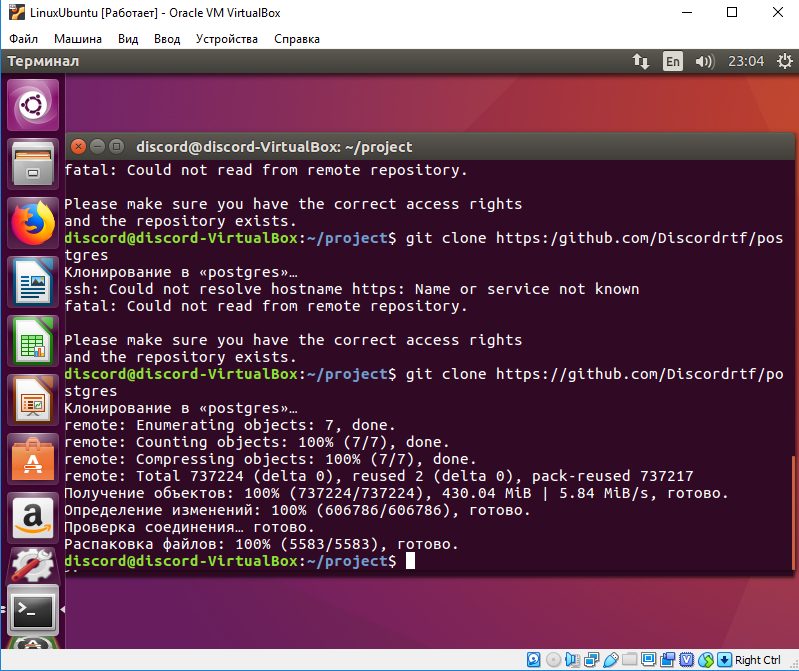 LinuxUbuntu [Работает] - Oracle VM VirtualBox
Файл Машина Вид Ввод Устройства Справка
Терминал En 23:04
discord@discord-VirtualBox: ~/project
fatal: Could not read from remote repository.
Please make sure you have the correct access rights
and the repository exists.
discord@discord-VirtualBox:~/project$ git clone https:/github.com/Discordrtf/pos
tgres
Клонирование в «postgres»…
ssh: Could not resolve hostname https: Name or service not known
fatal: Could not read from remote repository.
Please make sure you have the correct access rights
and the repository exists.
discord@discord-VirtualBox:~/project$ git clone https://github.com/Discordrtf/po
stgres
Клонирование в «postgres»…
remote: Enumerating objects: 7, done.
remote: Counting objects: 100% (7/7), done.
remote: Compressing objects: 100% (7/7), done.
remote: Total 737224 (delta 0), reused 2 (delta 0), pack-reused 737217
Получение объектов: 100% (737224/737224), 430.04 MiB | 5.84 MiB/s, готово.
Определение изменений: 100% (606786/606786), готово.
Проверка соединения… готово.
Распаковка файлов: 100% (5583/5583), готово.
discord@discord-VirtualBox:~/project$
Right Ctrl